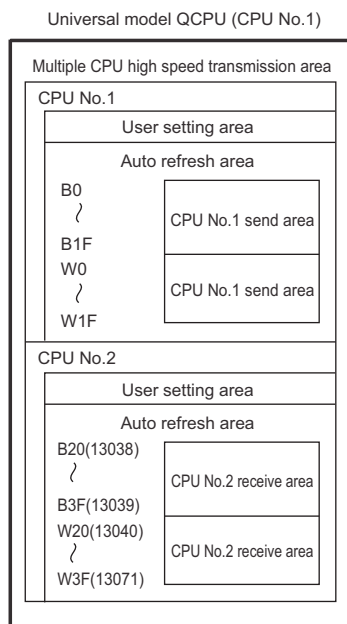 Universal model QCPU (CPU No.1)
Multiple CPU high speed transmission area
CPU No.1
User setting area
Auto refresh area
B0
~
B1F
CPU No.1 send area
W0
~
W1F
CPU No.1 send area
CPU No.2
User setting area
Auto refresh area
B20(13038)
~
B3F(13039)
CPU No.2 receive area
W20(13040)
~
W3F(13071)
CPU No.2 receive area